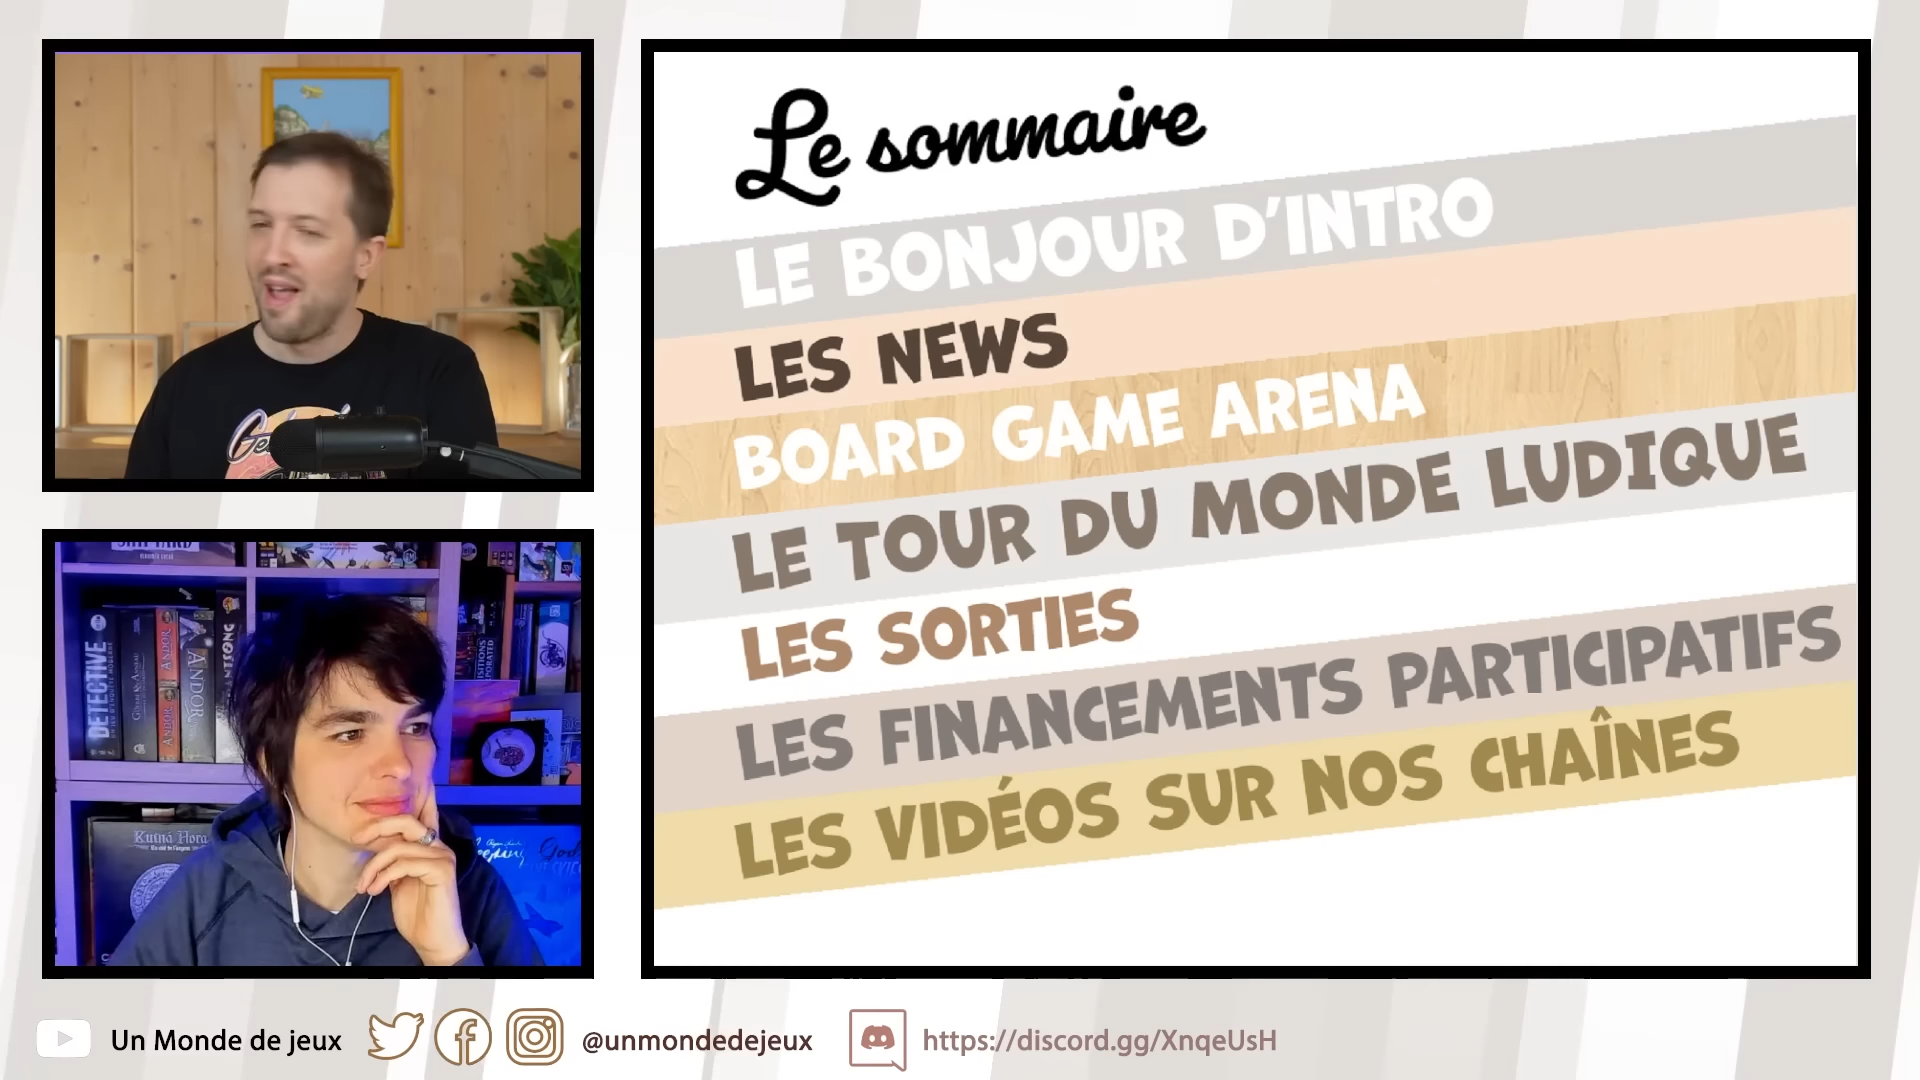 Le sommaire
LE BONJOUR D'INTRO
LES NEWS
BOARD GAME ARENA
LE TOUR DU MONDE LUDIQUE
LES SORTIES
LES FINANCEMENTS PARTICIPATIFS
LES VIDÉOS SUR NOS CHAÎNES
DETECTIVE
ANDOR
ANDOR
ANDOR
Kutná Hora
Un Monde de jeux
@unmondedejeux
https://discord.gg/XnqeUsH